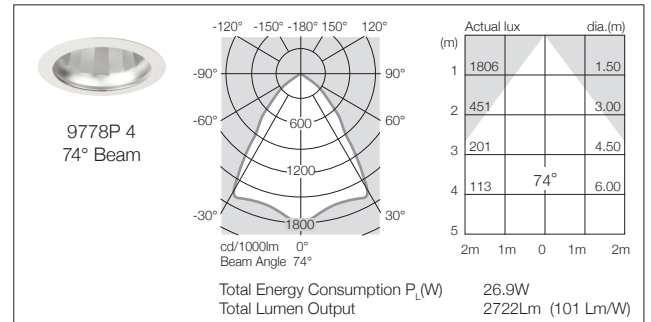 9778P 4
74° Beam
-120° -150° -180° 150° 120°
-90° 90°
-60° 60°
600
1200
-30° 30°
1800
cd/1000lm 0°
Beam Angle 74°
Actual lux dia.(m)
(m)
1 1806 1.50
2 451 3.00
3 201 4.50
4 113 74° 6.00
5
2m 1m 0 1m 2m
Total Energy Consumption PL(W) 26.9W
Total Lumen Output 2722Lm (101 Lm/W)